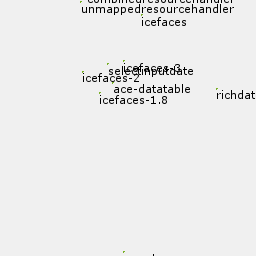 combinedresourcehandler
unmappedresourcehandler
icefaces
icefaces-3
selectinputdate
icefaces-2
ace-datatable
richdat
icefaces-1.8